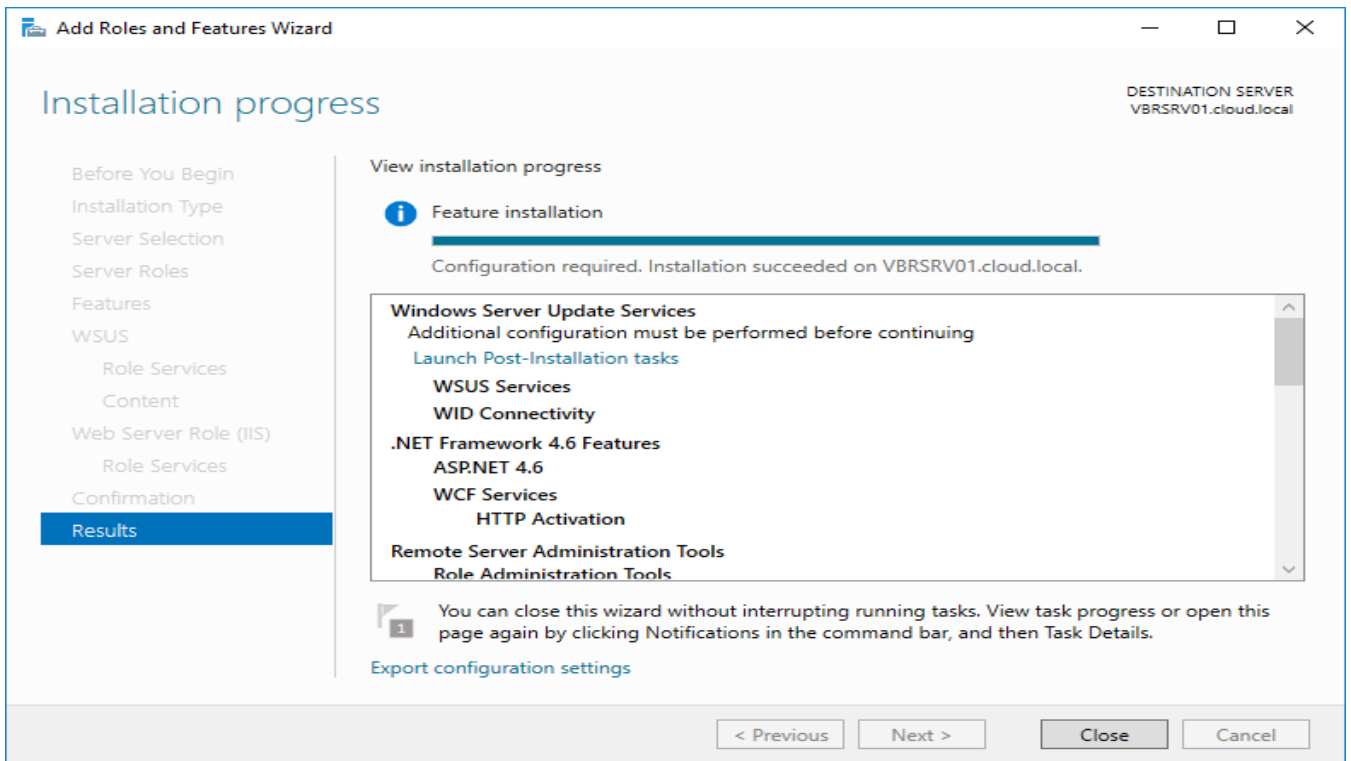 Add Roles and Features Wizard
Installation progress
DESTINATION SERVER
VBRSRV01.cloud.local
Before You Begin
Installation Type
Server Selection
Server Roles
Features
WSUS
Role Services
Content
Web Server Role (IIS)
Role Services
Confirmation
Results
View installation progress
Feature installation
Configuration required. Installation succeeded on VBRSRV01.cloud.local.
Windows Server Update Services
Additional configuration must be performed before continuing
Launch Post-Installation tasks
WSUS Services
WID Connectivity
.NET Framework 4.6 Features
ASP.NET 4.6
WCF Services
HTTP Activation
Remote Server Administration Tools
Role Administration Tools
1
You can close this wizard without interrupting running tasks. View task progress or open this
page again by clicking Notifications in the command bar, and then Task Details.
Export configuration settings
< Previous
Next >
Close
Cancel